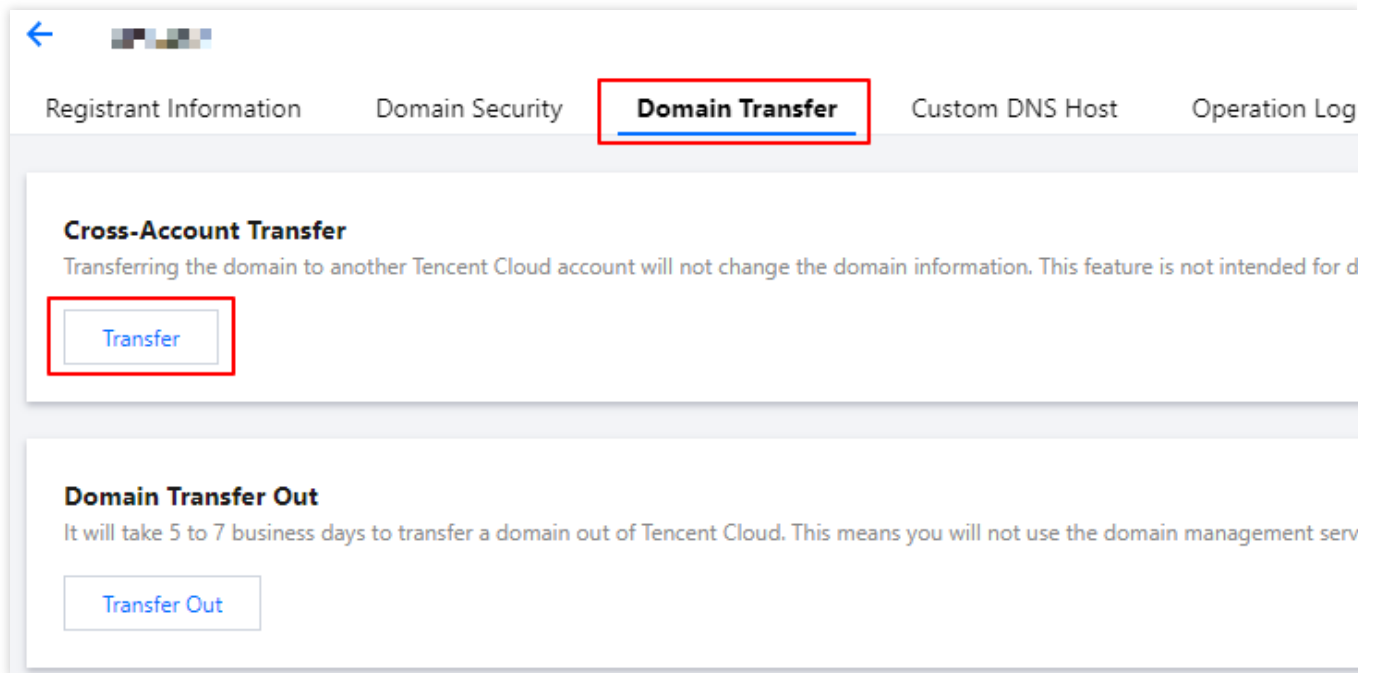 Registrant Information Domain Security Domain Transfer Custom DNS Host Operation Log
Cross-Account Transfer
Transferring the domain to another Tencent Cloud account will not change the domain information. This feature is not intended for d
Transfer
Domain Transfer Out
It will take 5 to 7 business days to transfer a domain out of Tencent Cloud. This means you will not use the domain management serv
Transfer Out